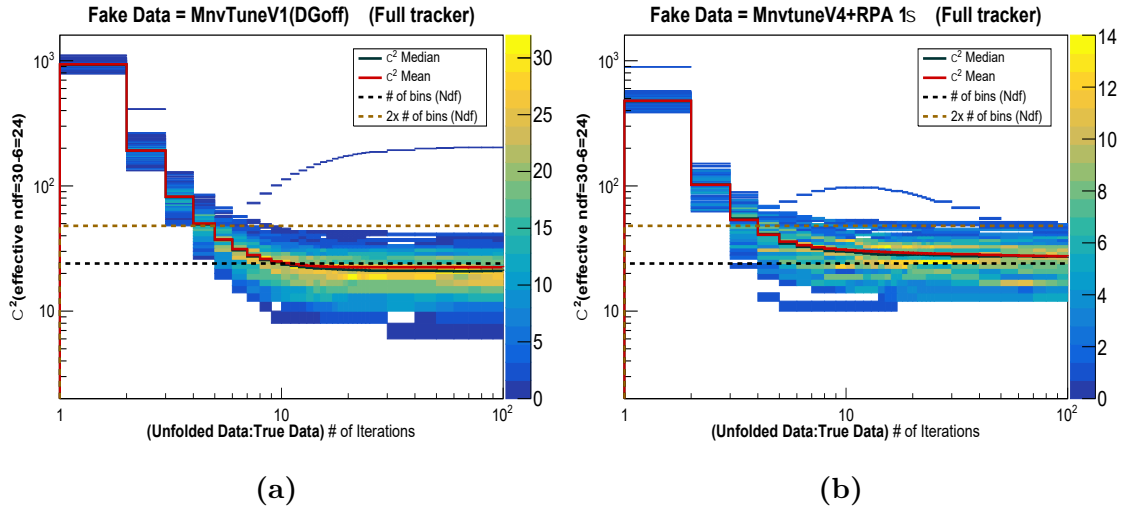 Fake Data = MnvTuneV1(DGoff) (Full tracker)
10³
10²
10
χ² Median
χ² Mean
# of bins (Ndf)
2x # of bins (Ndf)
30
25
20
15
10
5
0
1
10
10²
c²(effective ndf=30-6=24)
(Unfolded Data:True Data) # of Iterations
(a)
Fake Data = MnvtuneV4+RPA 1s (Full tracker)
10³
10²
10
c² Median
c² Mean
# of bins (Ndf)
2x # of bins (Ndf)
14
12
10
8
6
4
2
0
1
10
10²
c²(effective ndf=30-6=24)
(Unfolded Data:True Data) # of Iterations
(b)